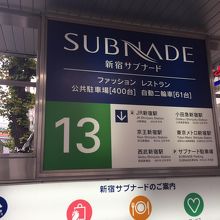 SUBNADE
新宿サブナード
ファッション レストラン
公共駐車場[400台] 自動二輪車[61台]
13
JR新宿駅
小田急新宿駅
京王新宿駅
東京メトロ新宿駅
西武新宿駅
サブナード駐車場
新宿サブナードのご案内